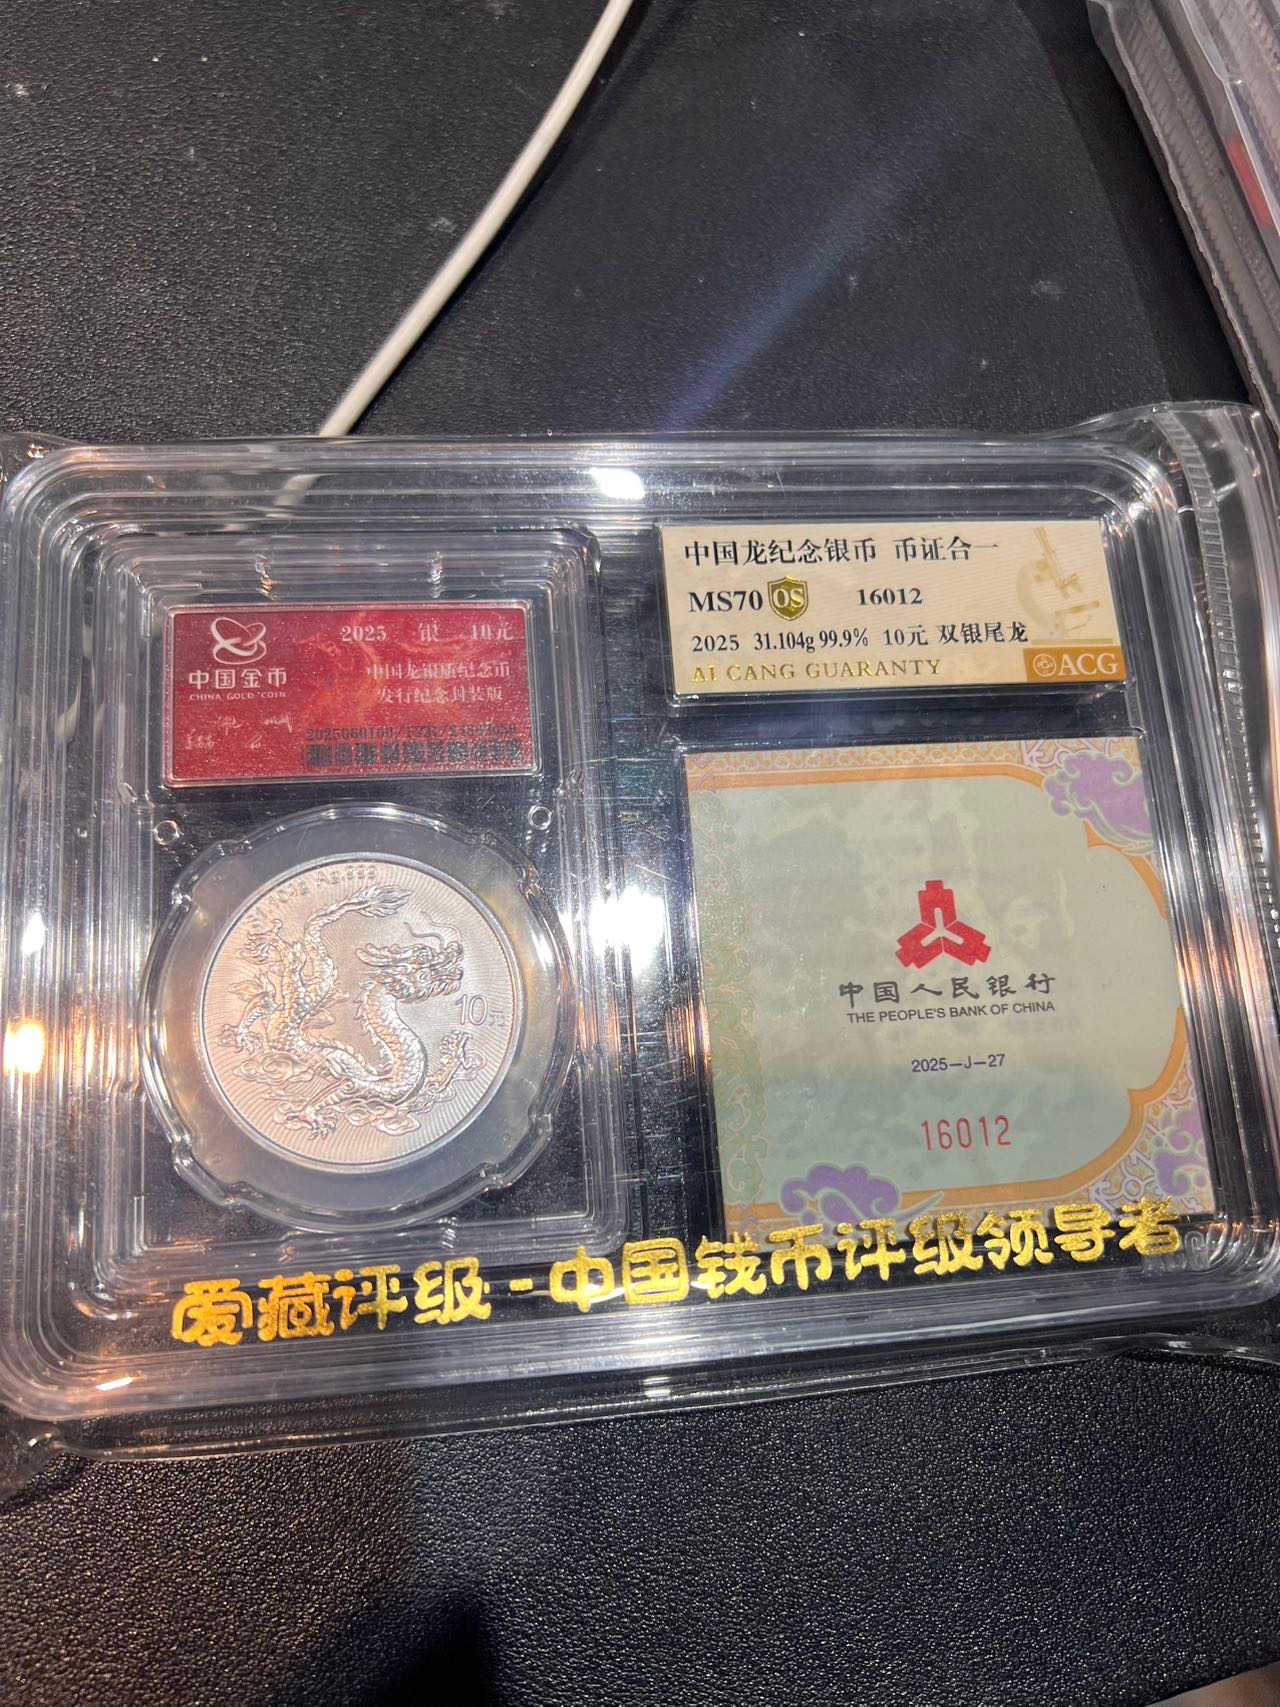 中国金币
CHINA GOLD COIN
2025 银 10元
中国龙银质纪念币
发行纪念封装版
Ag.999
10元
中国龙纪念银币 币证合一
MS70 OS 16012
2025 31.104g 99.9% 10元 双银尾龙
AI CANG GUARANTY
ACG
中国人民银行
THE PEOPLE'S BANK OF CHINA
2025-J-27
16012
爱藏评级-中国钱币评级领导者